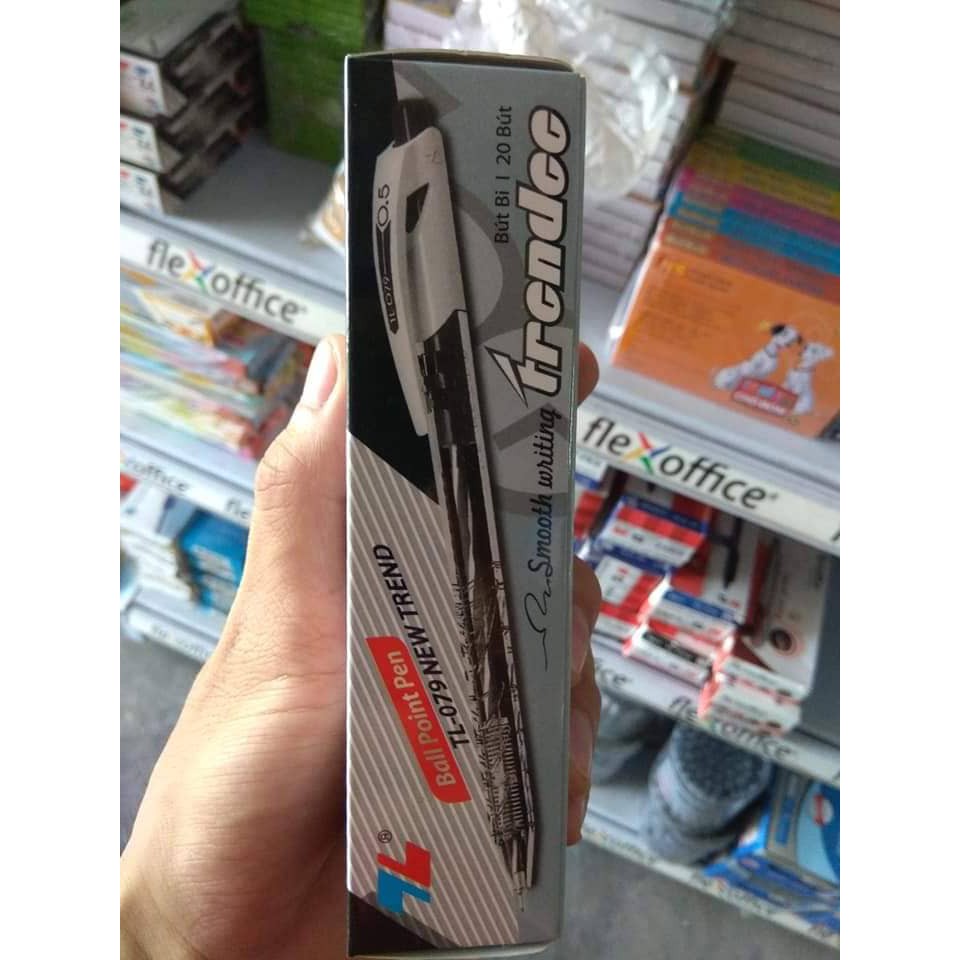 Bút Bi | 20 Bút
trendee
Smooth writing
TL-079
0.5
Ball Point Pen
TL-079 NEW TREND
TL®
flexoffice
flexoffice®
flexoffice